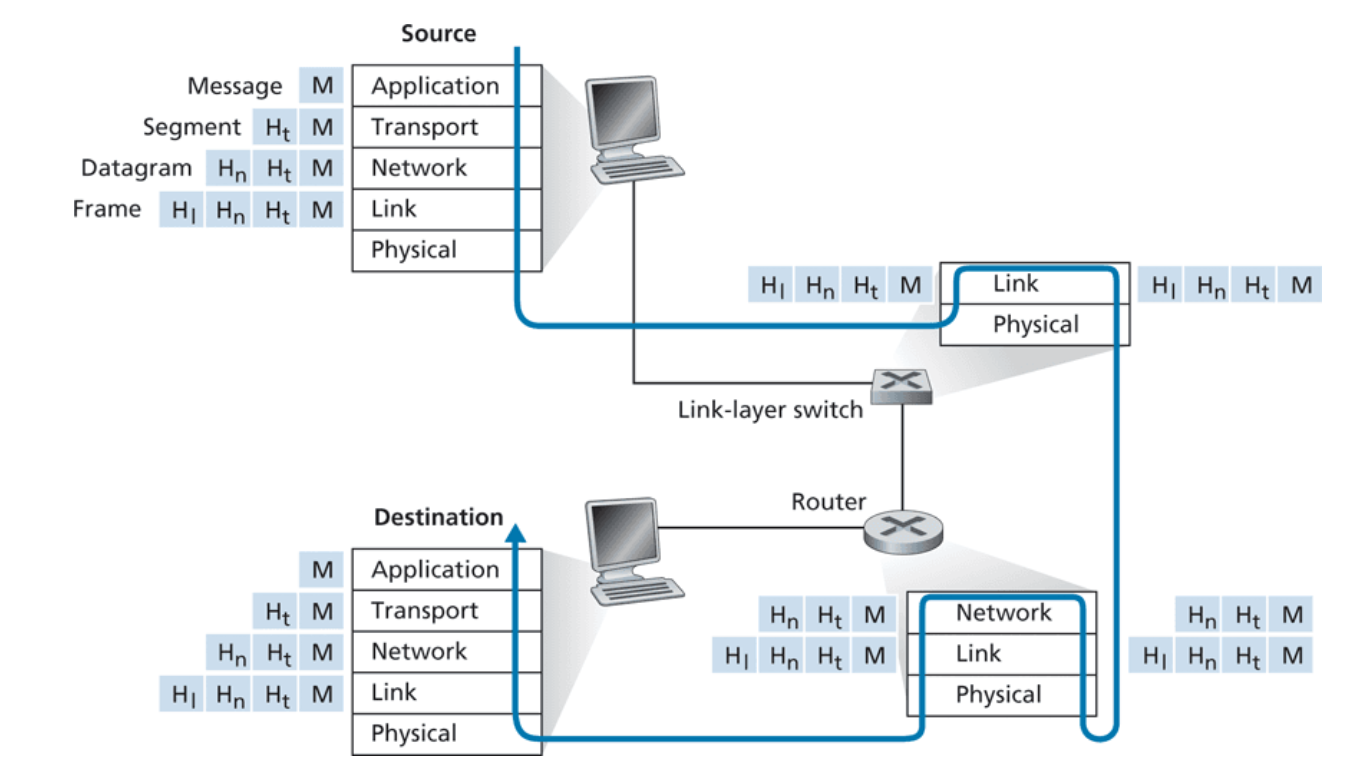 Source
Message M Application
Segment Ht M Transport
Datagram Hn Ht M Network
Frame Hl Hn Ht M Link
Physical
Hl Hn Ht M Link Hl Hn Ht M
Physical
Link-layer switch
Router
Destination
M Application
Ht M Transport
Hn Ht M Network
Hl Hn Ht M Link
Physical
Hn Ht M Network Hn Ht M
Hl Hn Ht M Link Hl Hn Ht M
Physical